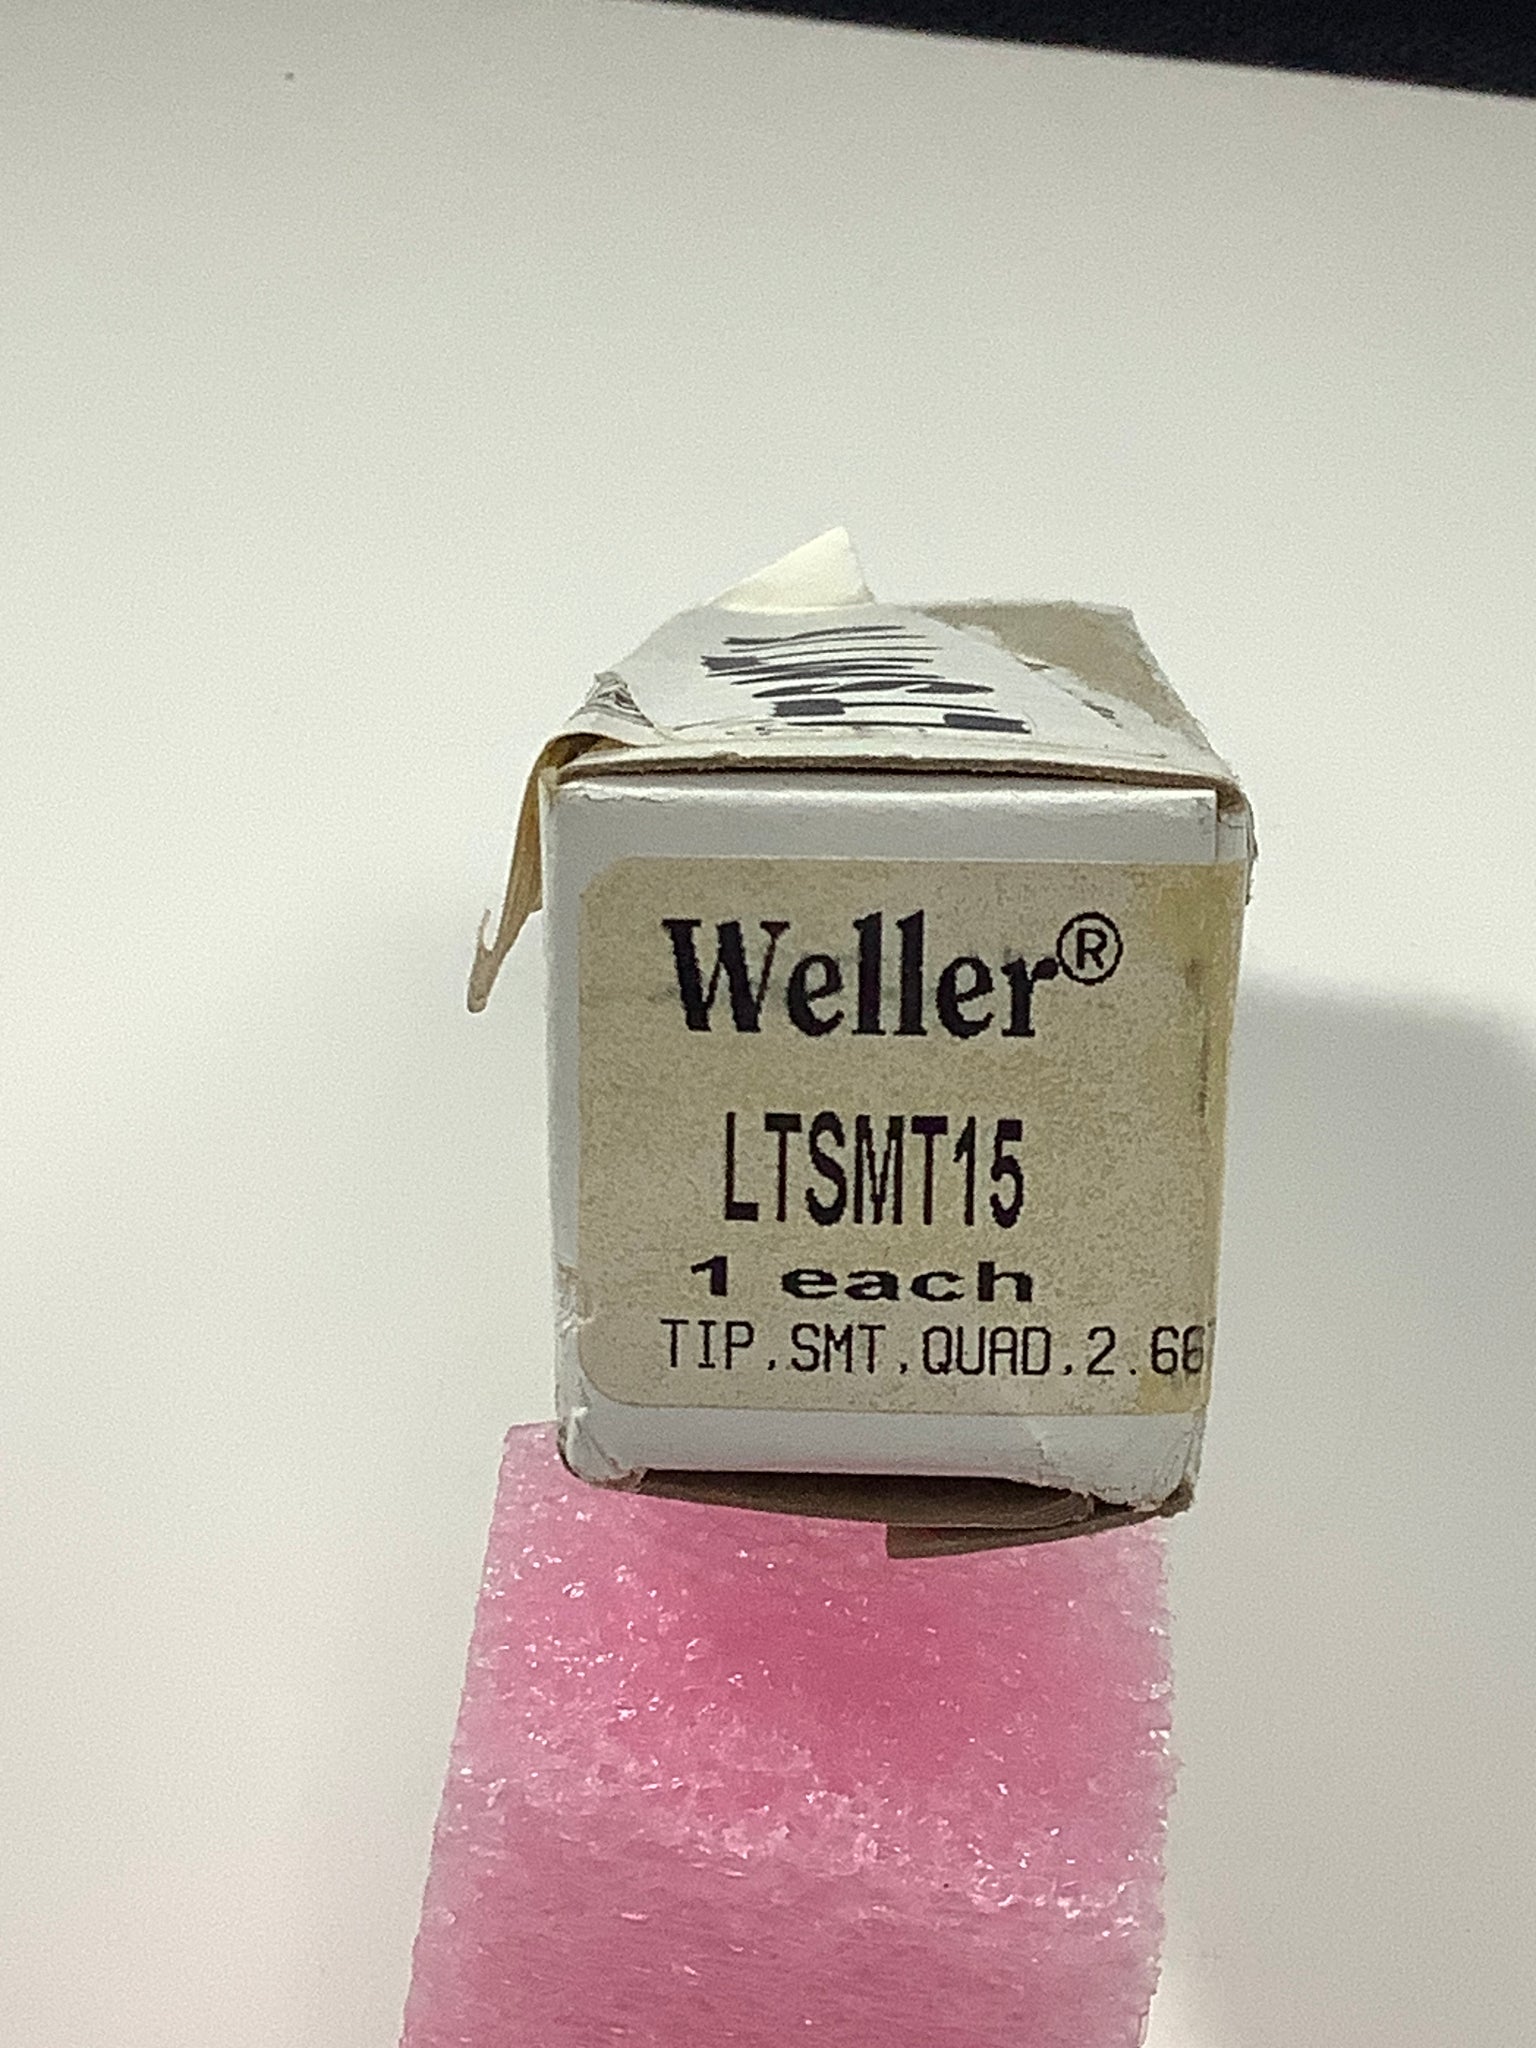 Weller®
LTSMT15
1 each
TIP,SMT,QUAD,2.66